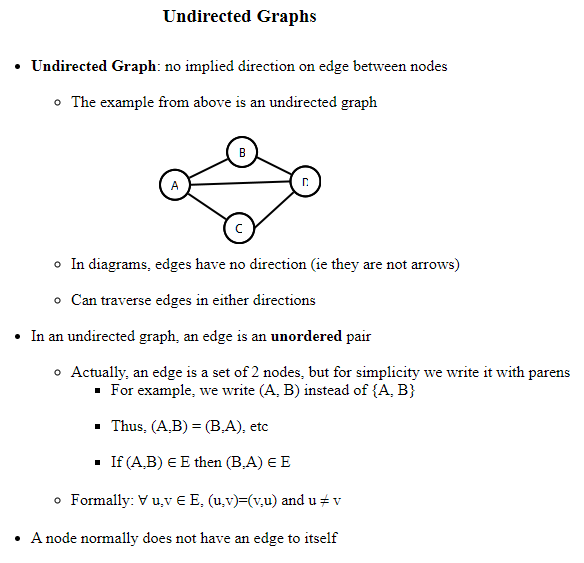 Undirected Graphs
• Undirected Graph: no implied direction on edge between nodes
○ The example from above is an undirected graph
B
A
C
○ In diagrams, edges have no direction (ie they are not arrows)
○ Can traverse edges in either directions
• In an undirected graph, an edge is an unordered pair
○ Actually, an edge is a set of 2 nodes, but for simplicity we write it with parens
▪ For example, we write (A, B) instead of {A, B}
▪ Thus, (A,B) = (B,A), etc
▪ If (A,B) ∈ E then (B,A) ∈ E
○ Formally: ∀ u,v ∈ E, (u,v)=(v,u) and u ≠ v
• A node normally does not have an edge to itself